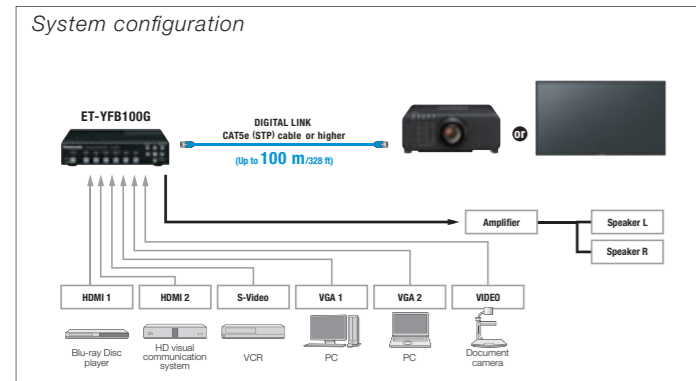 System configuration
ET-YFB100G
DIGITAL LINK
CAT5e (STP) cable or higher
(Up to 100 m/328 ft)
or
Amplifier
Speaker L
Speaker R
HDMI 1
HDMI 2
S-Video
VGA 1
VGA 2
VIDEO
Blu-ray Disc
player
HD visual
communication
system
VCR
PC
PC
Document
camera